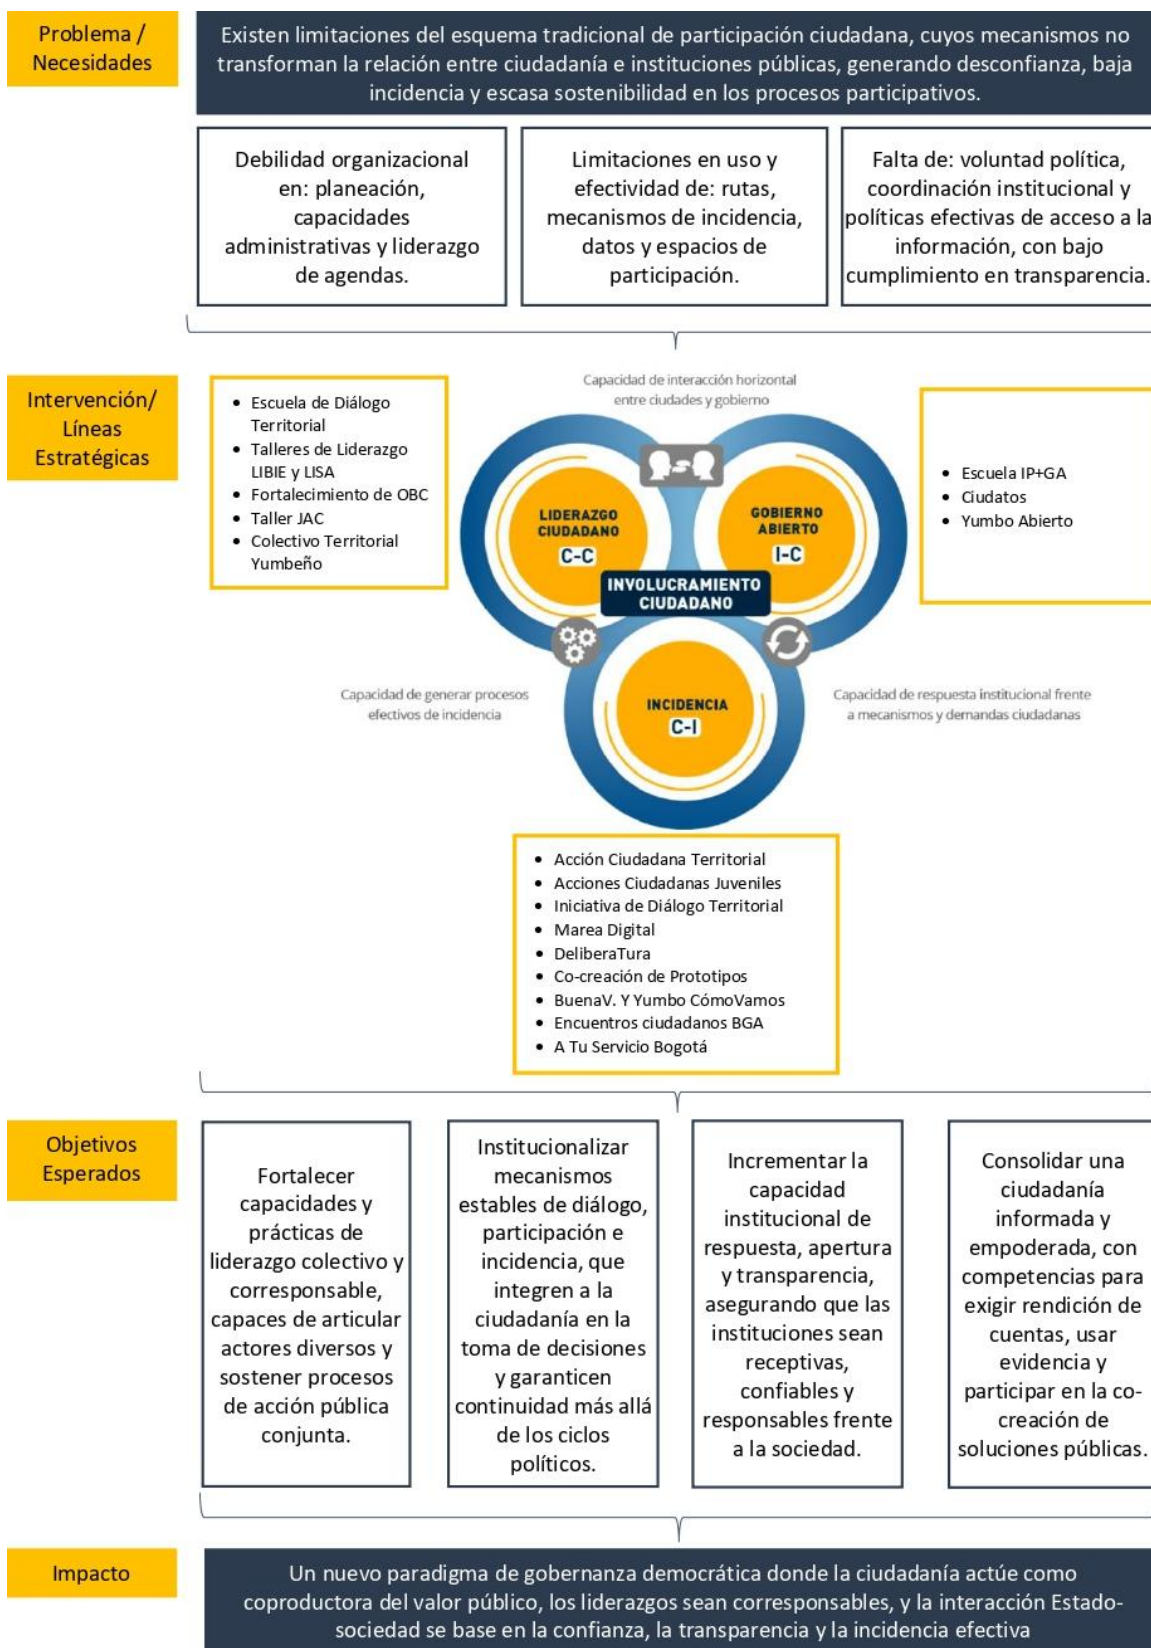 Problema /
Necesidades
Existen limitaciones del esquema tradicional de participación ciudadana, cuyos mecanismos no
transforman la relación entre ciudadanía e instituciones públicas, generando desconfianza, baja
incidencia y escasa sostenibilidad en los procesos participativos.
Debilidad organizacional
en: planeación,
capacidades
administrativas y liderazgo
de agendas.
Limitaciones en uso y
efectividad de: rutas,
mecanismos de incidencia,
datos y espacios de
participación.
Falta de: voluntad política,
coordinación institucional y
políticas efectivas de acceso a la
información, con bajo
cumplimiento en transparencia.
Intervención/
Líneas
Estratégicas
• Escuela de Diálogo
Territorial
• Talleres de Liderazgo
LIBIE y LISA
• Fortalecimiento de OBC
• Taller JAC
• Colectivo Territorial
Yumbeño
Capacidad de interacción horizontal
entre ciudades y gobierno
• Escuela IP+GA
• Ciudatos
• Yumbo Abierto
LIDERAZGO
CIUDADANO
C-C
GOBIERNO
ABIERTO
I-C
INVOLUCRAMIENTO
CIUDADANO
Capacidad de generar procesos
efectivos de incidencia
INCIDENCIA
C-I
Capacidad de respuesta institucional frente
a mecanismos y demandas ciudadanas
• Acción Ciudadana Territorial
• Acciones Ciudadanas Juveniles
• Iniciativa de Diálogo Territorial
• Marea Digital
• DeliberaTura
• Co-creación de Prototipos
• BuenaV. Y Yumbo CómoVamos
• Encuentros ciudadanos BGA
• A Tu Servicio Bogotá
Objetivos
Esperados
Fortalecer
capacidades y
prácticas de
liderazgo colectivo y
corresponsable,
capaces de articular
actores diversos y
sostener procesos
de acción pública
conjunta.
Institucionalizar
mecanismos
estables de diálogo,
participación e
incidencia, que
integren a la
ciudadanía en la
toma de decisiones
y garanticen
continuidad más allá
de los ciclos
políticos.
Incrementar la
capacidad
institucional de
respuesta, apertura
y transparencia,
asegurando que las
instituciones sean
receptivas,
confiables y
responsables frente
a la sociedad.
Consolidar una
ciudadanía
informada y
empoderada, con
competencias para
exigir rendición de
cuentas, usar
evidencia y
participar en la co-
creación de
soluciones públicas.
Impacto
Un nuevo paradigma de gobernanza democrática donde la ciudadanía actúe como
coproductora del valor público, los liderazgos sean corresponsables, y la interacción Estado-
sociedad se base en la confianza, la transparencia y la incidencia efectiva